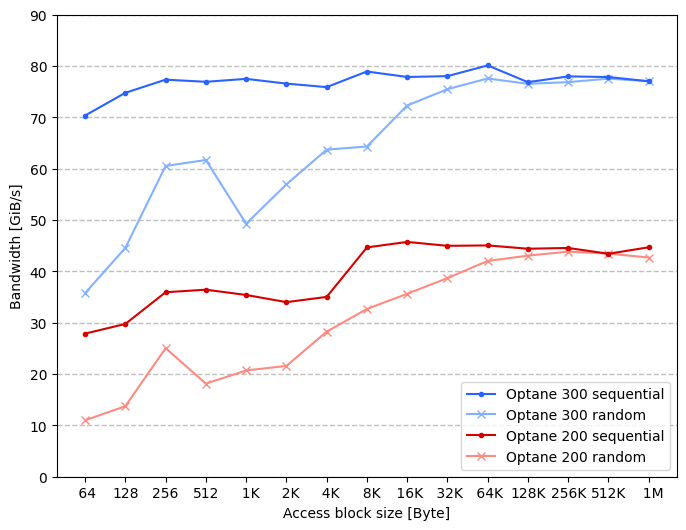 90
80
70
60
50
40
30
20
10
0
Bandwidth [GiB/s]
Optane 300 sequential
Optane 300 random
Optane 200 sequential
Optane 200 random
64 128 256 512 1K 2K 4K 8K 16K 32K 64K 128K 256K 512K 1M
Access block size [Byte]